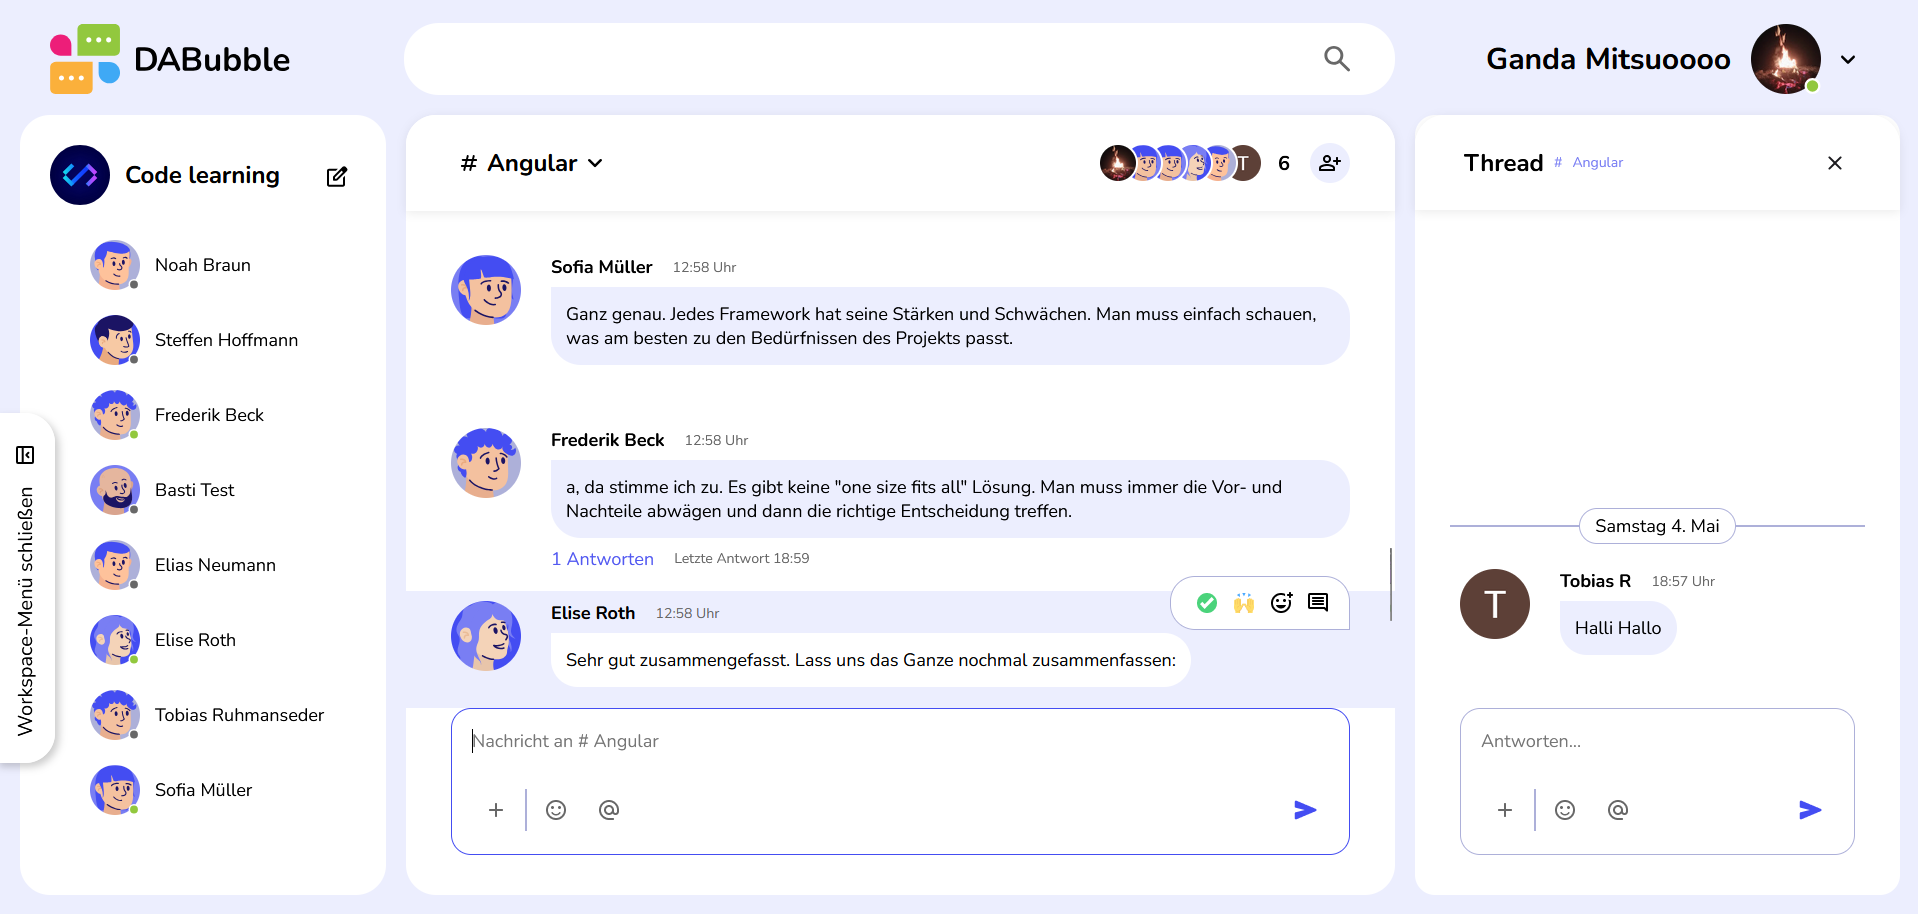 DABubble
Ganda Mitsuoooo
Code learning
Noah Braun
Steffen Hoffmann
Frederik Beck
Basti Test
Elias Neumann
Elise Roth
Tobias Ruhmanseder
Sofia Müller
Workspace-Menü schließen
# Angular
T
6
Sofia Müller 12:58 Uhr
Ganz genau. Jedes Framework hat seine Stärken und Schwächen. Man muss einfach schauen,
was am besten zu den Bedürfnissen des Projekts passt.
Frederik Beck 12:58 Uhr
a, da stimme ich zu. Es gibt keine "one size fits all" Lösung. Man muss immer die Vor- und
Nachteile abwägen und dann die richtige Entscheidung treffen.
1 Antworten Letzte Antwort 18:59
Elise Roth 12:58 Uhr
Sehr gut zusammengefasst. Lass uns das Ganze nochmal zusammenfassen:
Nachricht an # Angular
Thread # Angular
Samstag 4. Mai
T
Tobias R 18:57 Uhr
Halli Hallo
Antworten...